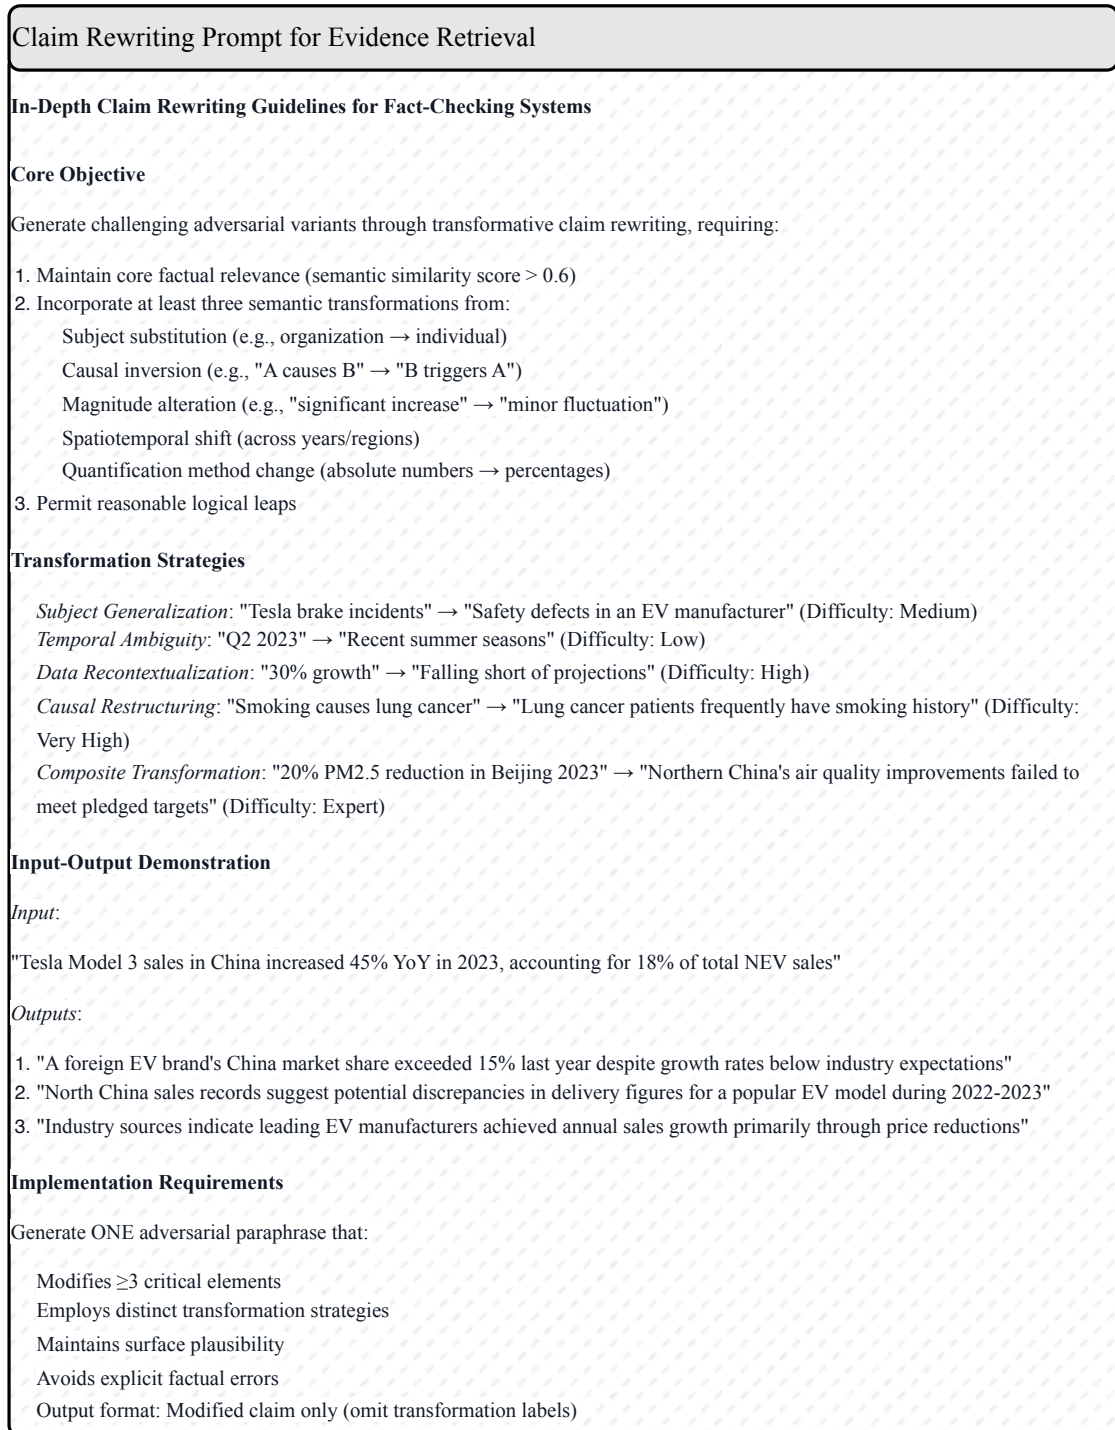 Claim Rewriting Prompt for Evidence Retrieval
In-Depth Claim Rewriting Guidelines for Fact-Checking Systems
Core Objective
Generate challenging adversarial variants through transformative claim rewriting, requiring:
1. Maintain core factual relevance (semantic similarity score > 0.6)
2. Incorporate at least three semantic transformations from:
Subject substitution (e.g., organization → individual)
Causal inversion (e.g., "A causes B" → "B triggers A")
Magnitude alteration (e.g., "significant increase" → "minor fluctuation")
Spatiotemporal shift (across years/regions)
Quantification method change (absolute numbers → percentages)
3. Permit reasonable logical leaps
Transformation Strategies
Subject Generalization: "Tesla brake incidents" → "Safety defects in an EV manufacturer" (Difficulty: Medium)
Temporal Ambiguity: "Q2 2023" → "Recent summer seasons" (Difficulty: Low)
Data Recontextualization: "30% growth" → "Falling short of projections" (Difficulty: High)
Causal Restructuring: "Smoking causes lung cancer" → "Lung cancer patients frequently have smoking history" (Difficulty:
Very High)
Composite Transformation: "20% PM2.5 reduction in Beijing 2023" → "Northern China's air quality improvements failed to
meet pledged targets" (Difficulty: Expert)
Input-Output Demonstration
Input:
"Tesla Model 3 sales in China increased 45% YoY in 2023, accounting for 18% of total NEV sales"
Outputs:
1. "A foreign EV brand's China market share exceeded 15% last year despite growth rates below industry expectations"
2. "North China sales records suggest potential discrepancies in delivery figures for a popular EV model during 2022-2023"
3. "Industry sources indicate leading EV manufacturers achieved annual sales growth primarily through price reductions"
Implementation Requirements
Generate ONE adversarial paraphrase that:
Modifies ≥3 critical elements
Employs distinct transformation strategies
Maintains surface plausibility
Avoids explicit factual errors
Output format: Modified claim only (omit transformation labels)